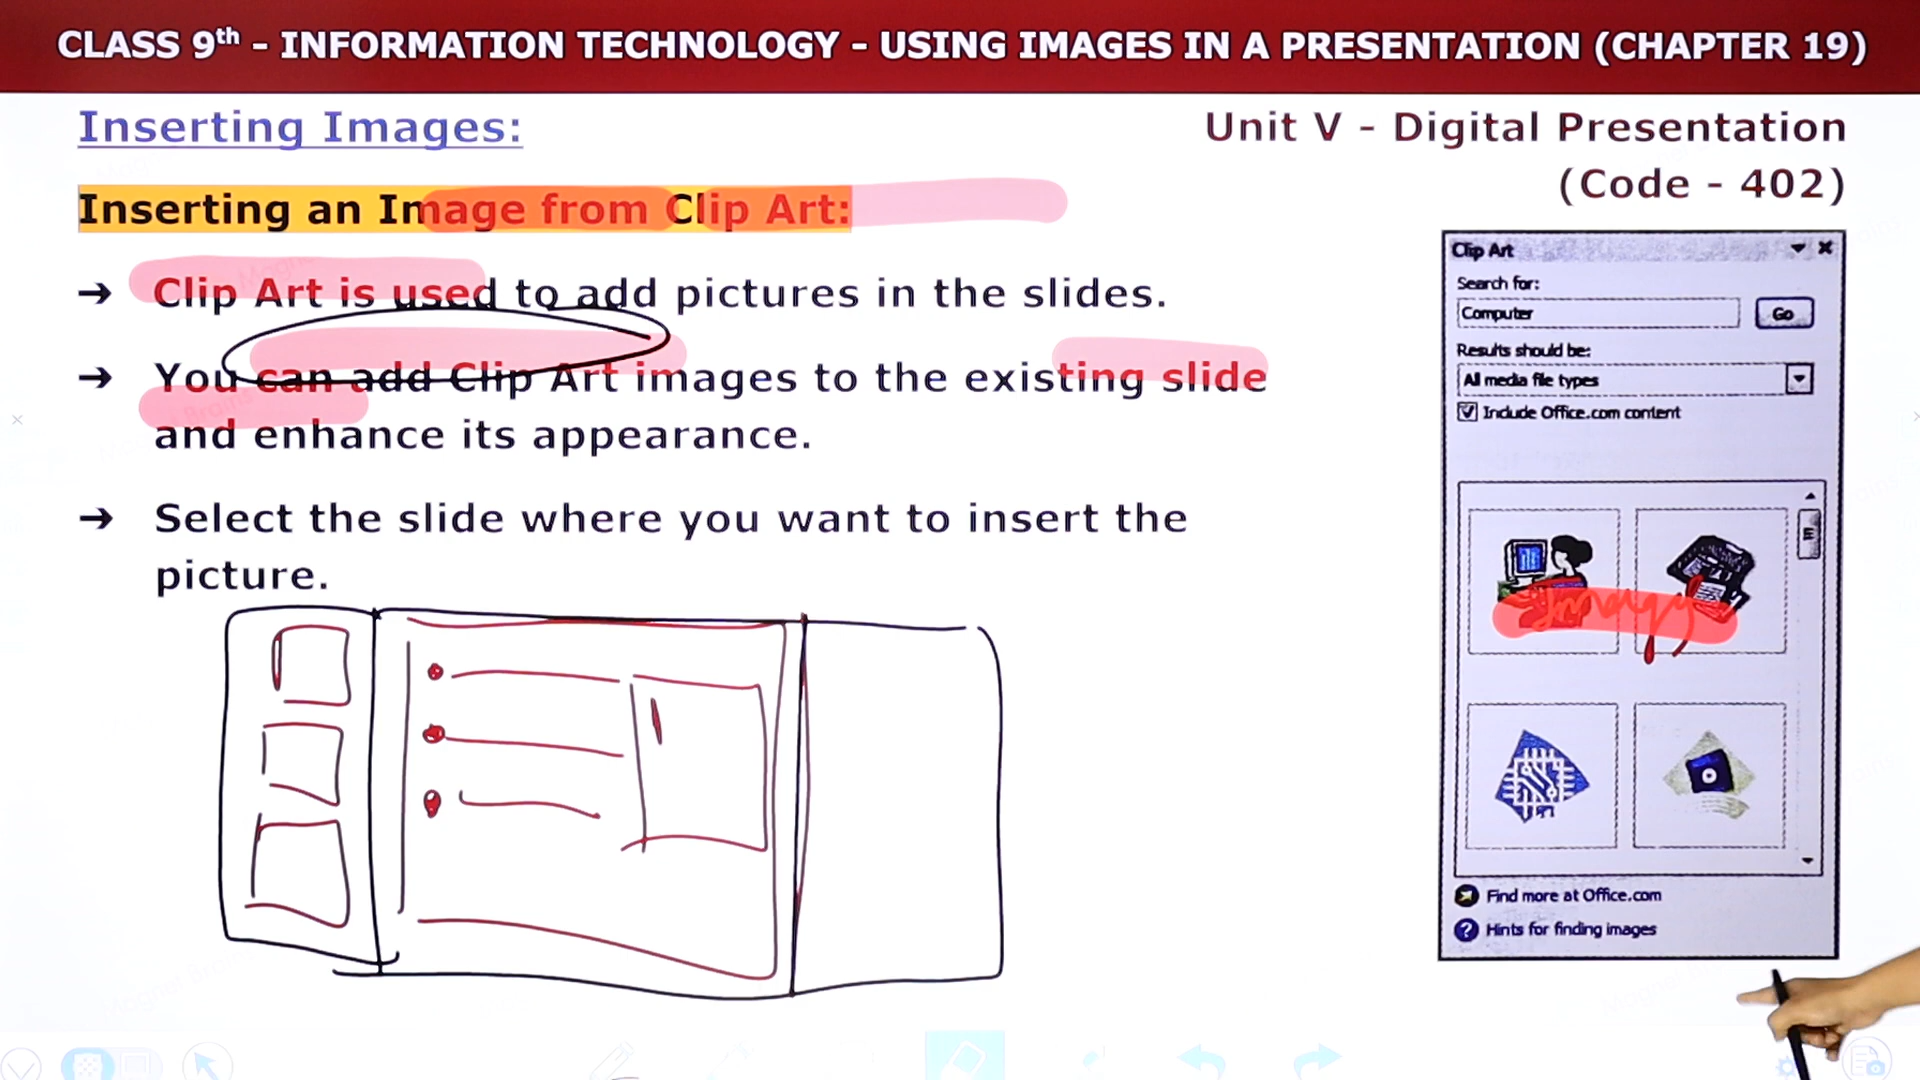 CLASS 9th - INFORMATION TECHNOLOGY - USING IMAGES IN A PRESENTATION (CHAPTER 19)
Inserting Images:
Unit V - Digital Presentation
(Code - 402)
Inserting an Image from Clip Art:
➔ Clip Art is used to add pictures in the slides.
➔ You can add Clip Art images to the existing slide
and enhance its appearance.
➔ Select the slide where you want to insert the
picture.
Clip Art
Search for:
Computer
Go
Results should be:
All media file types
Include Office.com content
Find more at Office.com
? Hints for finding images